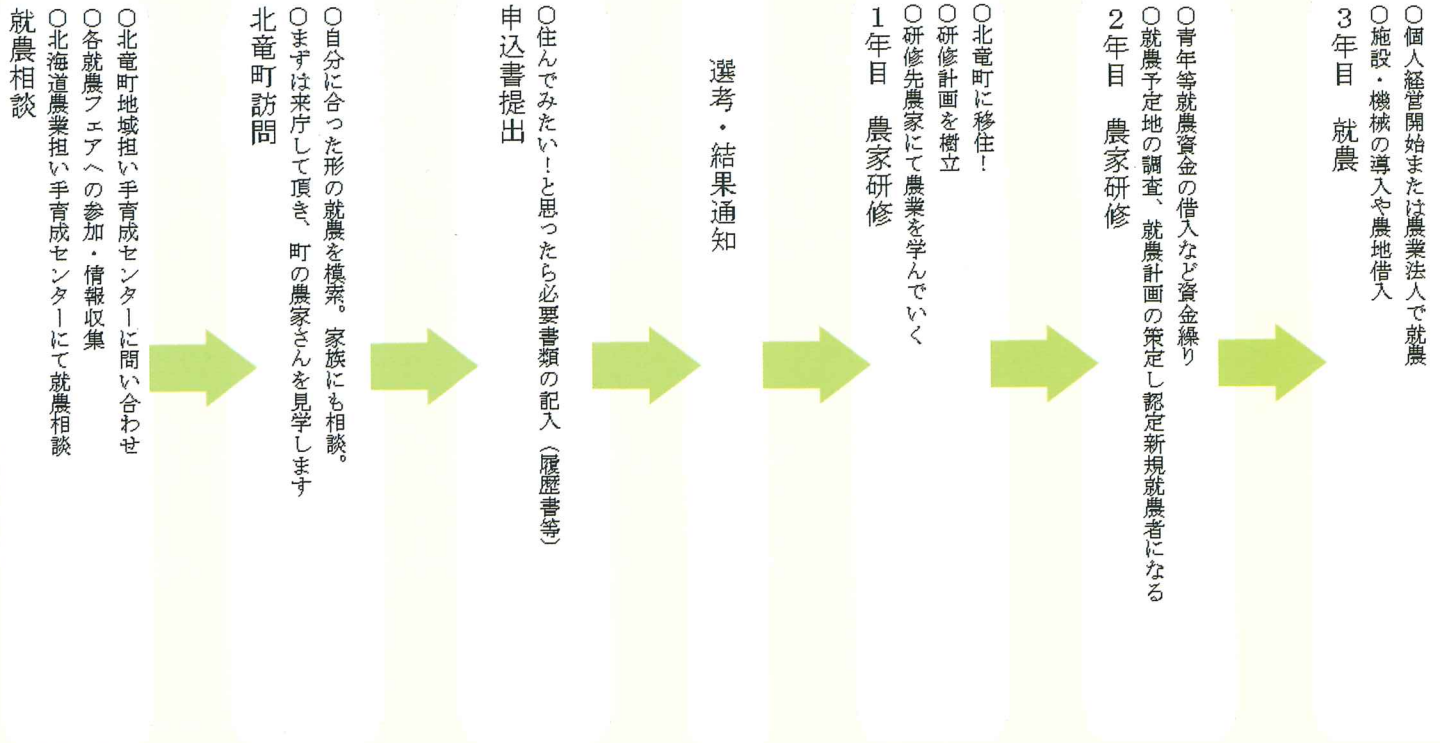 就農相談
○北海道農業担い手育成センターにて就農相談
○各就農フェアへの参加・情報収集
○北竜町地域担い手育成センターに問い合わせ
北竜町訪問
○まずは来庁して頂き、町の農家さんを見学します
○自分に合った形の就農を模索。家族にも相談。
申込書提出
○住んでみたい！と思ったら必要書類の記入（履歴書等）
選考・結果通知
1年目　農家研修
○研修先農家にて農業を学んでいく
○研修計画を樹立
○北竜町に移住！
2年目　農家研修
○就農予定地の調査、就農計画の策定し認定新規就農者になる
○青年等就農資金の借入など資金繰り
3年目　就農
○施設・機械の導入や農地借入
○個人経営開始または農業法人で就農